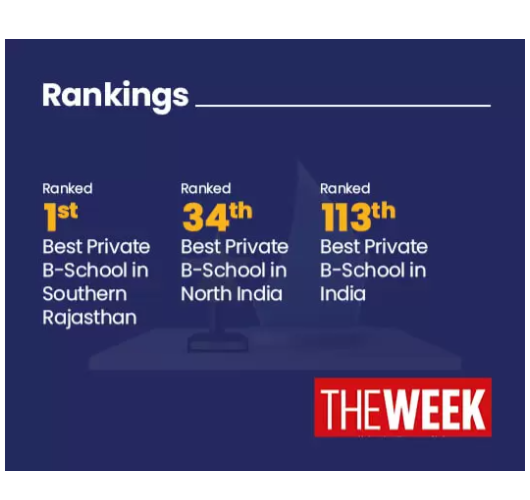 Rankings
Ranked
1st
Best Private
B-School in
Southern
Rajasthan
Ranked
34th
Best Private
B-School in
North India
Ranked
113th
Best Private
B-School in
India
THEWEEK